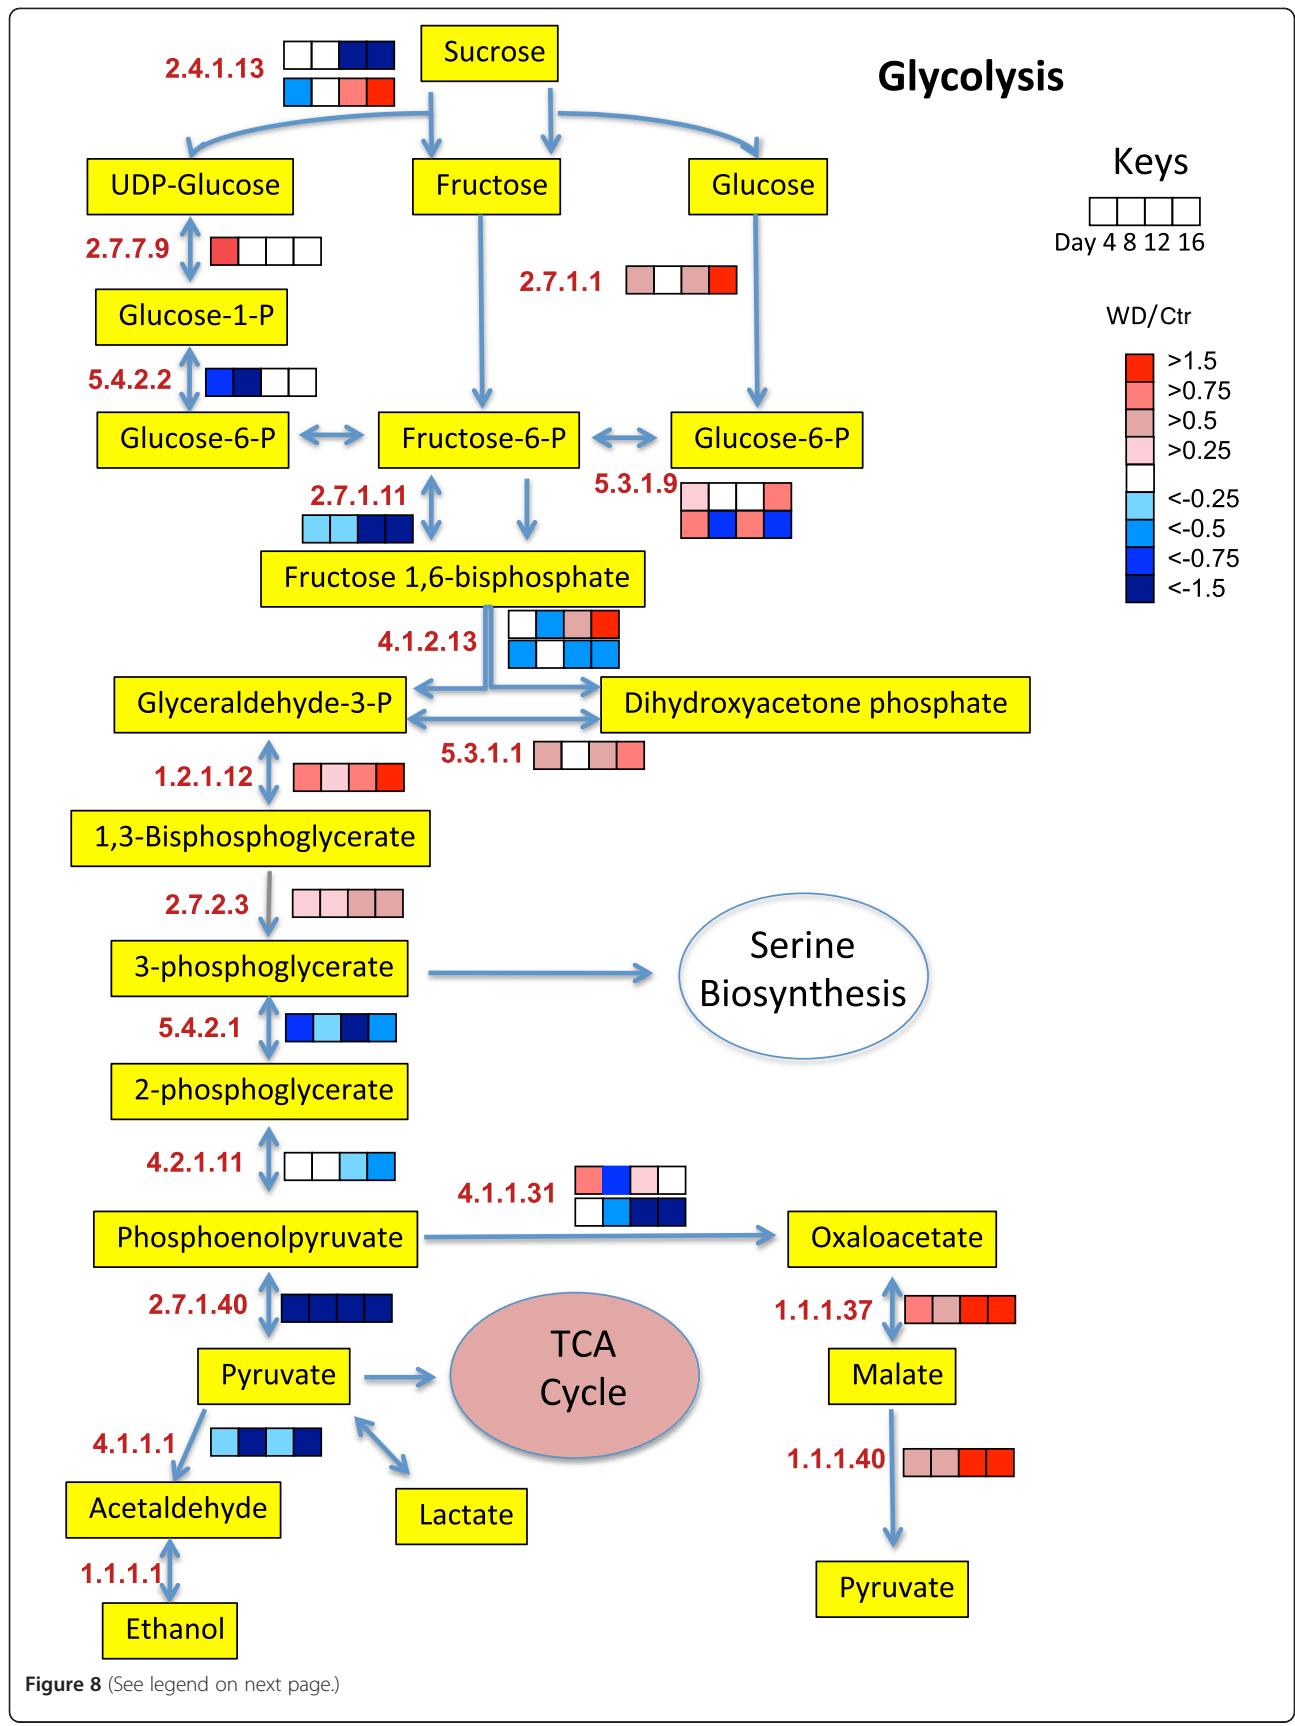 Sucrose
Glycolysis
2.4.1.13
Keys
Day 4 8 12 16
UDP-Glucose
Fructose
Glucose
2.7.7.9
2.7.1.1
Glucose-1-P
WD/Ctr
>1.5
>0.75
>0.5
>0.25
<-0.25
<-0.5
<-0.75
<-1.5
5.4.2.2
Glucose-6-P
Fructose-6-P
Glucose-6-P
2.7.1.11
5.3.1.9
Fructose 1,6-bisphosphate
4.1.2.13
Glyceraldehyde-3-P
Dihydroxyacetone phosphate
5.3.1.1
1.2.1.12
1,3-Bisphosphoglycerate
2.7.2.3
3-phosphoglycerate
Serine
Biosynthesis
5.4.2.1
2-phosphoglycerate
4.2.1.11
4.1.1.31
Phosphoenolpyruvate
Oxaloacetate
2.7.1.40
1.1.1.37
TCA
Cycle
Pyruvate
Malate
4.1.1.1
1.1.1.40
Acetaldehyde
Lactate
1.1.1.1
Pyruvate
Ethanol
Figure 8 (See legend on next page.)